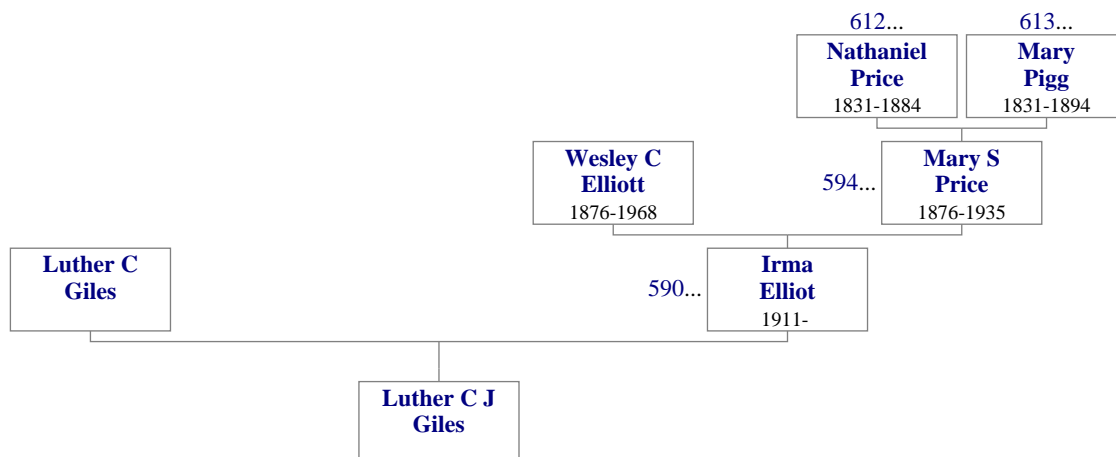 612...
613...
Nathaniel
Price
1831-1884
Mary
Pigg
1831-1894
Wesley C
Elliott
1876-1968
594...
Mary S
Price
1876-1935
Luther C
Giles
590...
Irma
Elliot
1911-
Luther C J
Giles